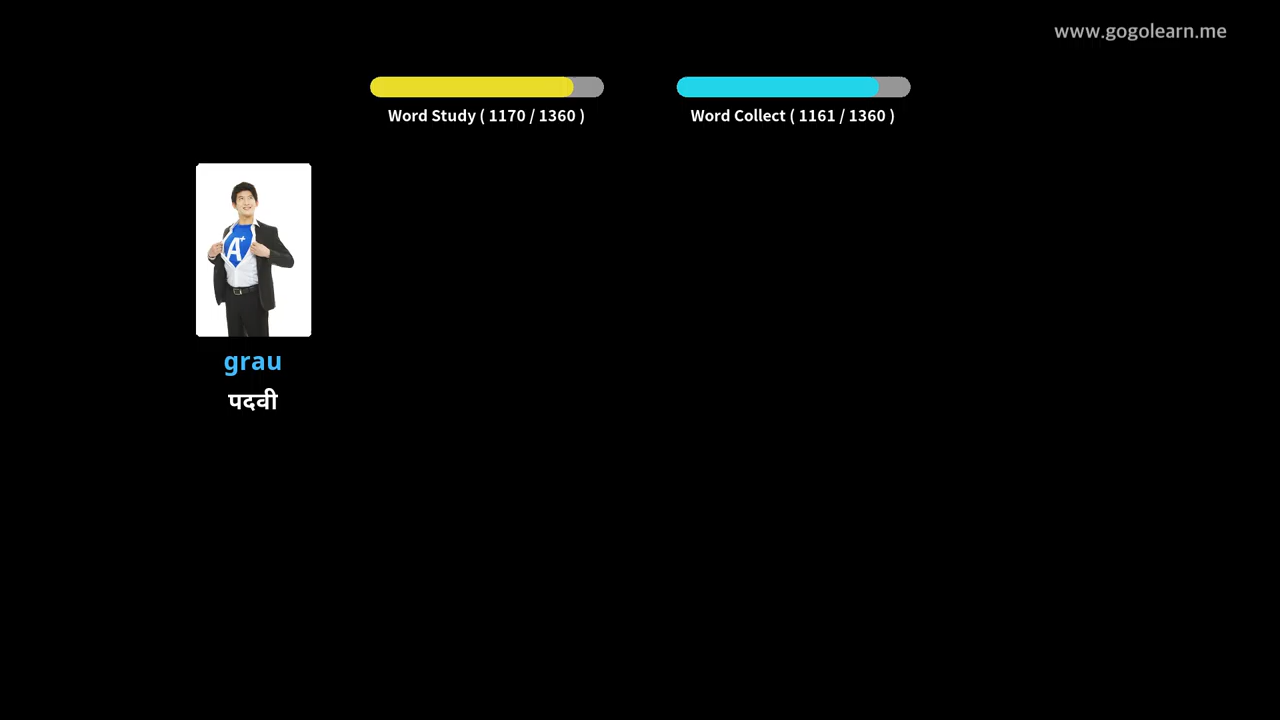 www.gogolearn.me
Word Study ( 1170 / 1360 )
Word Collect ( 1161 / 1360 )
A+
grau
पदवी